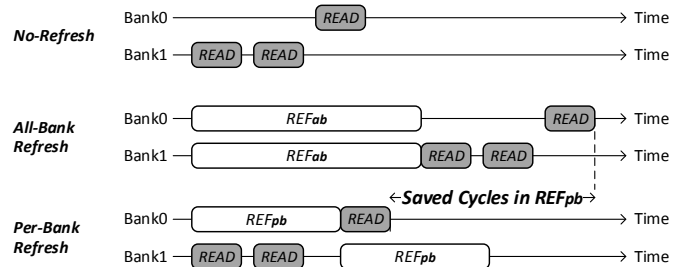 No-Refresh
Bank0 READ Time
Bank1 READ READ Time
All-Bank
Refresh
Bank0 REFab READ Time
Bank1 REFab READ READ Time
Saved Cycles in REFpb
Per-Bank
Refresh
Bank0 REFpb READ Time
Bank1 READ READ REFpb Time